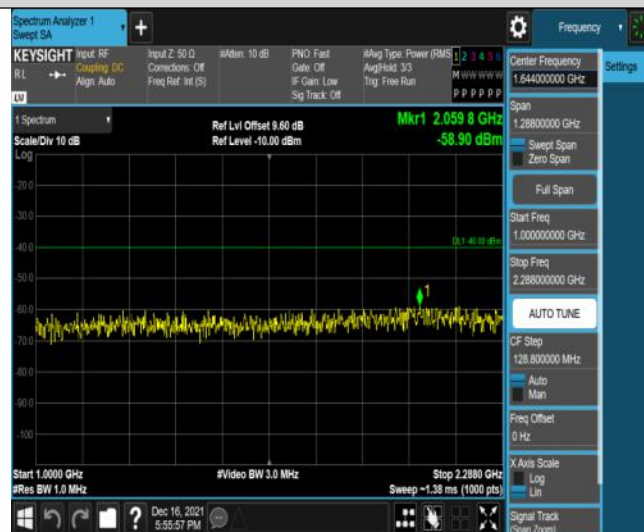 Spectrum Analyzer 1
Swept SA
Frequency
KEYSIGHT
RL
Input: RF
Coupling: DC
Align: Auto
Input Z: 50 Ω
Corrections: Off
Freq Ref: Int (S)
#Atten: 10 dB
PNO: Fast
Gate: Off
IF Gain: Low
Sig Track: Off
#Avg Type: Power (RMS
Avg|Hold: 3/3
Trig: Free Run
1 2 3 4 5 6
M W W W W W
P P P P P P
1 Spectrum
Scale/Div 10 dB
Ref Lvl Offset 9.60 dB
Ref Level -10.00 dBm
Mkr1 2.059 8 GHz
-58.90 dBm
Log
-20.0
-30.0
-40.0
-50.0
-60.0
-70.0
-80.0
-90.0
-100
DL1 -40.00 dBm
1
Start 1.0000 GHz
#Res BW 1.0 MHz
#Video BW 3.0 MHz
Stop 2.2880 GHz
Sweep ~1.38 ms (1000 pts)
Dec 16, 2021
5:55:57 PM
Settings
Center Frequency
1.644000000 GHz
Span
1.28800000 GHz
Swept Span
Zero Span
Full Span
Start Freq
1.000000000 GHz
Stop Freq
2.288000000 GHz
AUTO TUNE
CF Step
128.800000 MHz
Auto
Man
Freq Offset
0 Hz
X Axis Scale
Log
Lin
Signal Track
(Span Zoom)